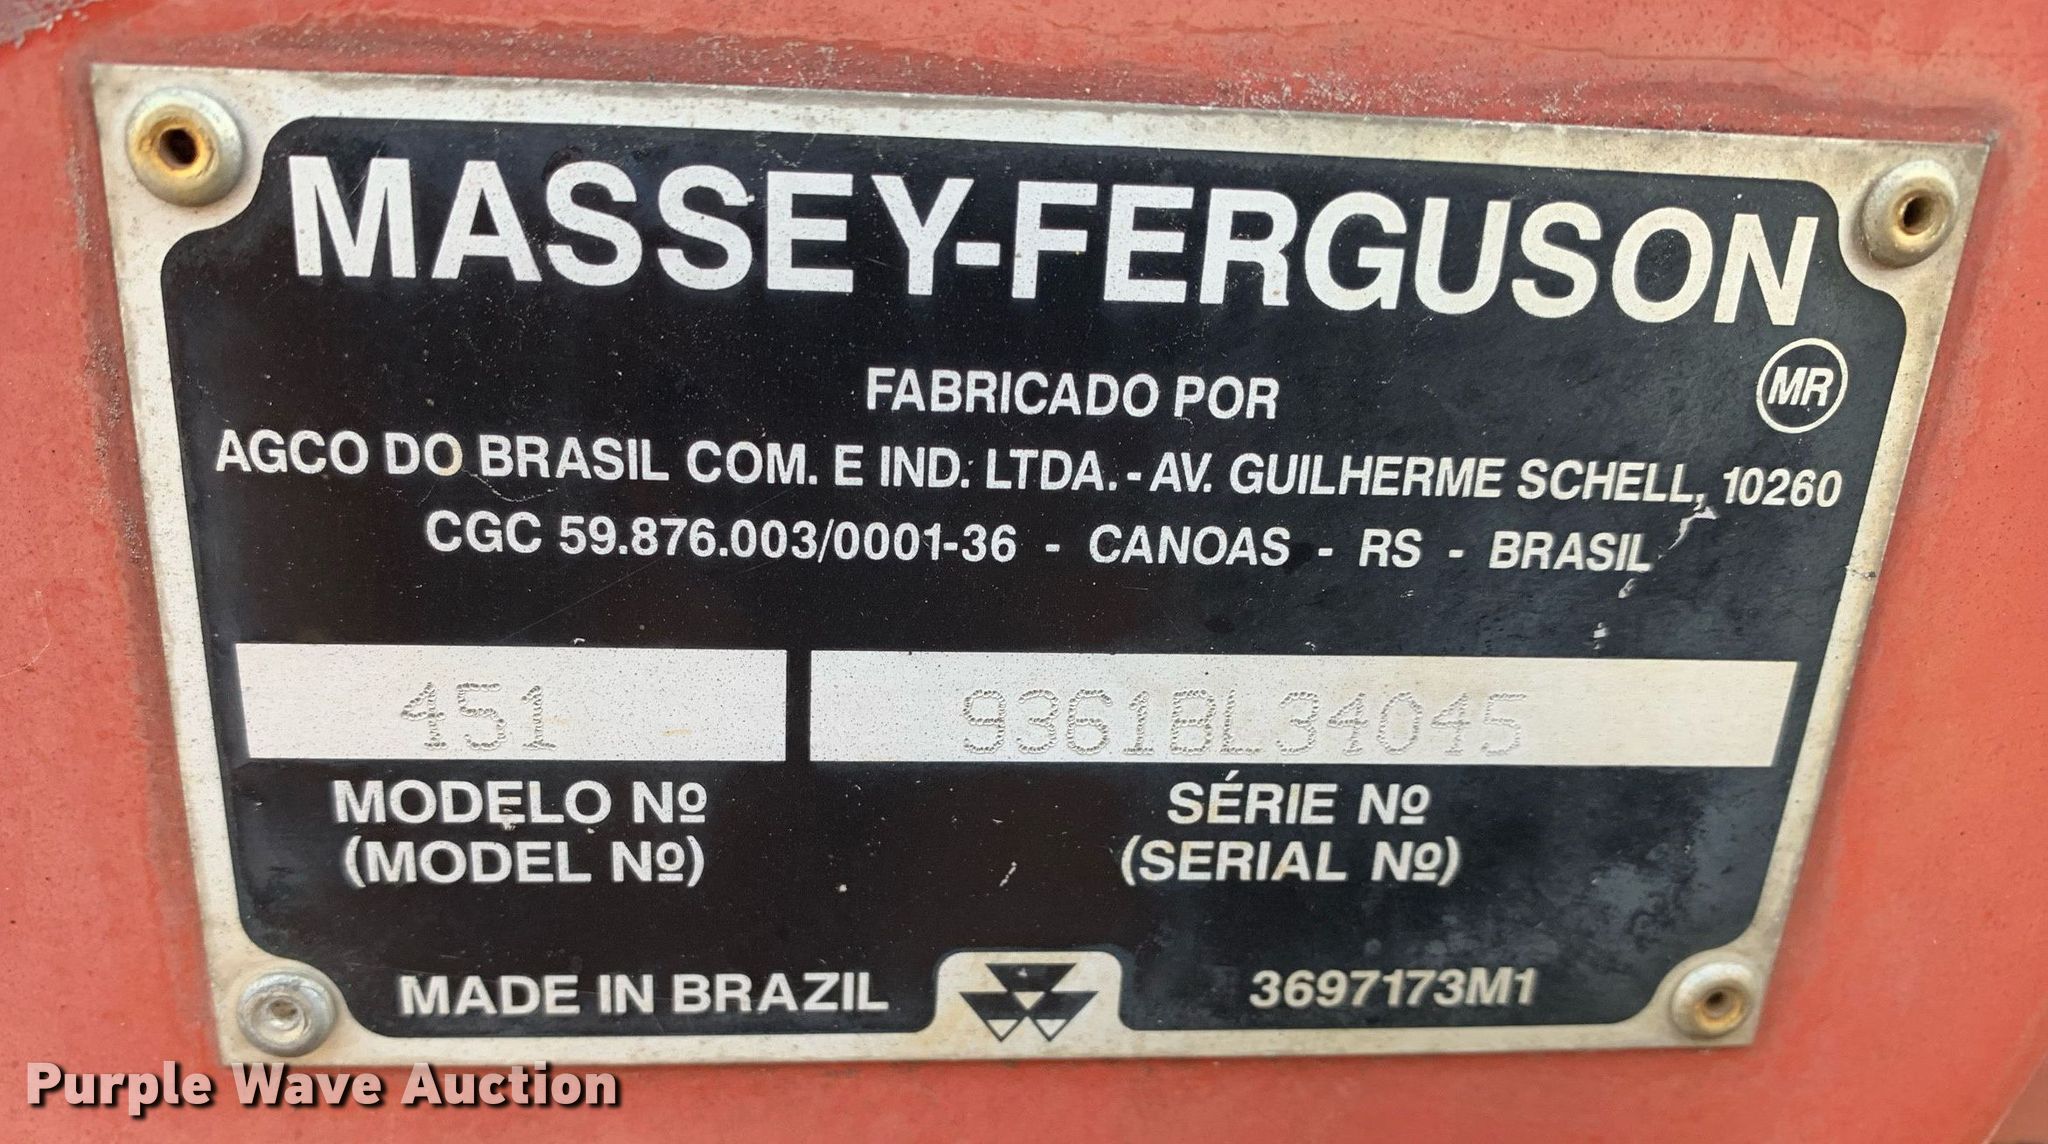 MASSEY-FERGUSON
MR
FABRICADO POR
AGCO DO BRASIL COM. E IND. LTDA. - AV. GUILHERME SCHELL, 10260
CGC 59.876.003/0001-36 - CANOAS - RS - BRASIL
451 9361BL34045
MODELO Nº SÉRIE Nº
(MODEL Nº) (SERIAL Nº)
MADE IN BRAZIL 3697173M1
Purple Wave Auction